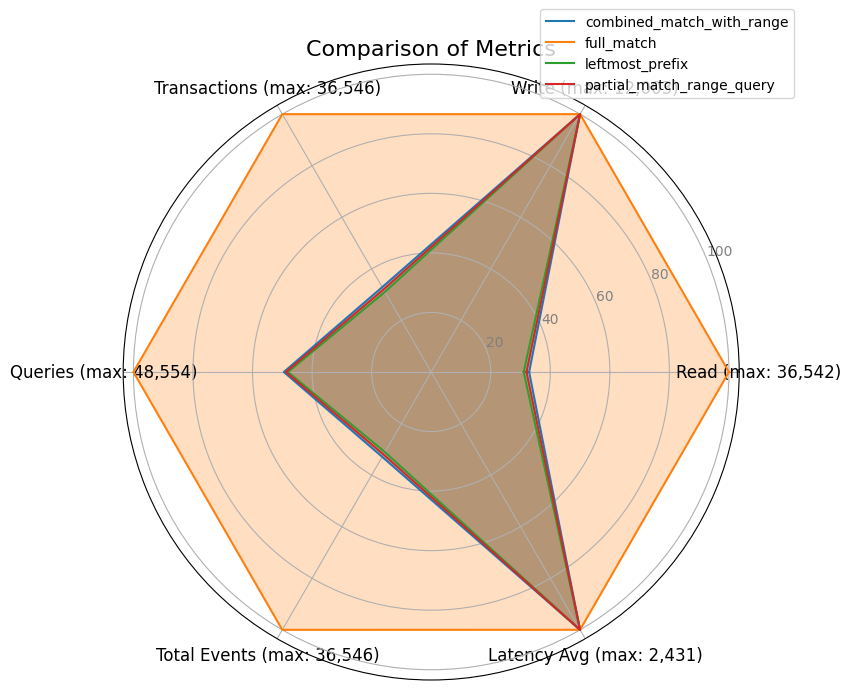 combined_match_with_range
full_match
leftmost_prefix
partial_match_range_query
Comparison of Metrics
Transactions (max: 36,546)
Write (max:
100
80
60
40
20
Queries (max: 48,554)
Read (max: 36,542)
Total Events (max: 36,546)
Latency Avg (max: 2,431)